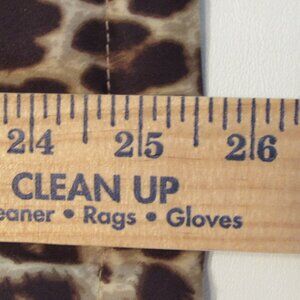 24 25 26
CLEAN UP
eaner • Rags • Gloves